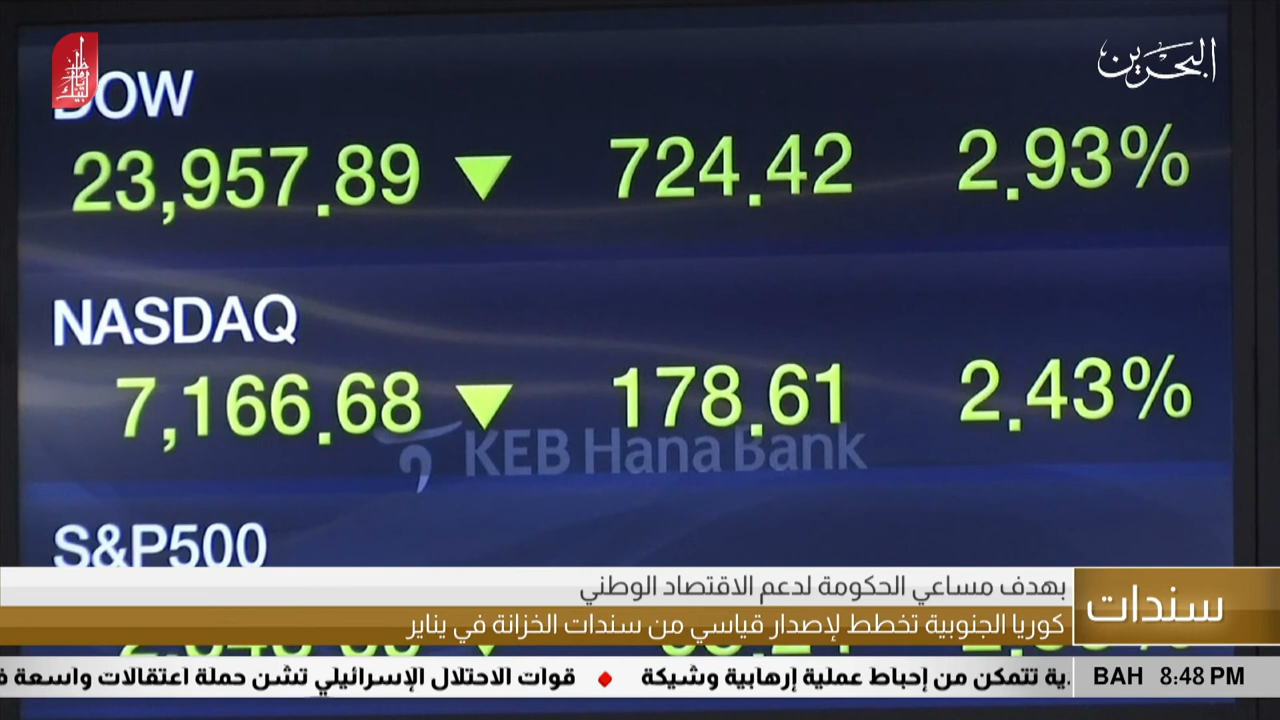 البحرين
DOW
23,957.89 ▼ 724.42 2.93%
NASDAQ
7,166.68 ▼ 178.61 2.43%
KEB Hana Bank
S&P500
سندات
بهدف مساعي الحكومة لدعم الاقتصاد الوطني
كوريا الجنوبية تخطط لإصدار قياسي من سندات الخزانة في يناير
ية تتمكن من إحباط عملية إرهابية وشيكة ♦ قوات الاحتلال الإسرائيلي تشن حملة اعتقالات واسعة
BAH 8:48 PM